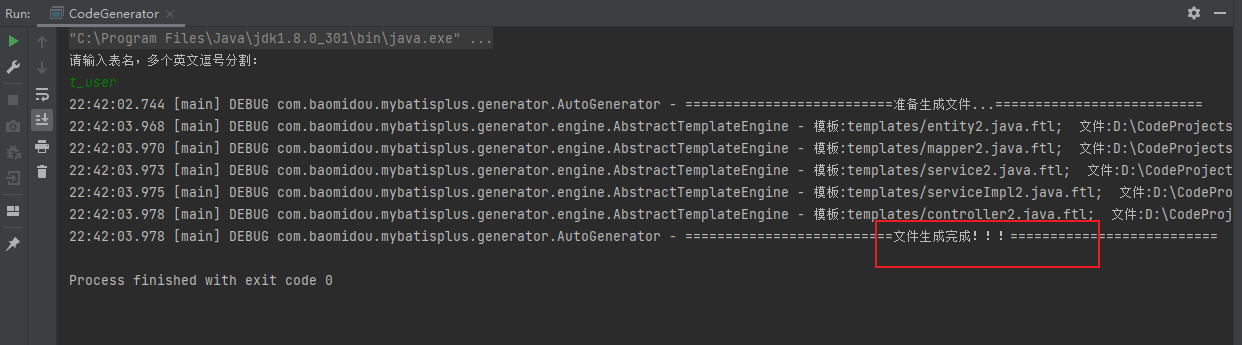 Run: CodeGenerator
"C:\Program Files\Java\jdk1.8.0_301\bin\java.exe" ...
请输入表名，多个英文逗号分割：
t_user
22:42:02.744 [main] DEBUG com.baomidou.mybatisplus.generator.AutoGenerator - ==========================准备生成文件...==========================
22:42:03.968 [main] DEBUG com.baomidou.mybatisplus.generator.engine.AbstractTemplateEngine - 模板:templates/entity2.java.ftl;  文件:D:\CodeProjects
22:42:03.970 [main] DEBUG com.baomidou.mybatisplus.generator.engine.AbstractTemplateEngine - 模板:templates/mapper2.java.ftl;  文件:D:\CodeProjects
22:42:03.973 [main] DEBUG com.baomidou.mybatisplus.generator.engine.AbstractTemplateEngine - 模板:templates/service2.java.ftl;  文件:D:\CodeProject
22:42:03.975 [main] DEBUG com.baomidou.mybatisplus.generator.engine.AbstractTemplateEngine - 模板:templates/serviceImpl2.java.ftl;  文件:D:\CodePro
22:42:03.978 [main] DEBUG com.baomidou.mybatisplus.generator.engine.AbstractTemplateEngine - 模板:templates/controller2.java.ftl;  文件:D:\CodeProj
22:42:03.978 [main] DEBUG com.baomidou.mybatisplus.generator.AutoGenerator - ==========================文件生成完成！！！==========================
Process finished with exit code 0